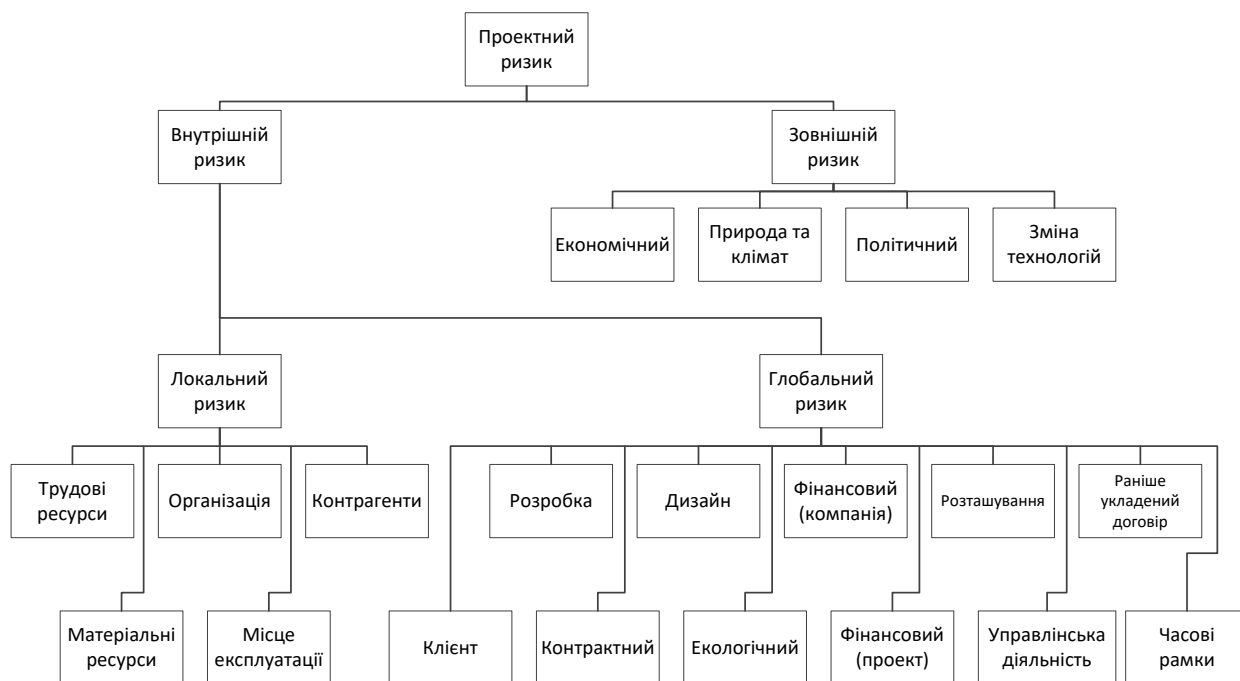 Проектний
ризик
Внутрішній
ризик
Зовнішній
ризик
Економічний
Природа та
клімат
Політичний
Зміна
технологій
Локальний
ризик
Глобальний
ризик
Трудові
ресурси
Організація
Контрагенти
Розробка
Дизайн
Фінансовий
(компанія)
Розташування
Раніше
укладений
договір
Матеріальні
ресурси
Місце
експлуатації
Клієнт
Контрактний
Екологічний
Фінансовий
(проект)
Управлінська
діяльність
Часові
рамки